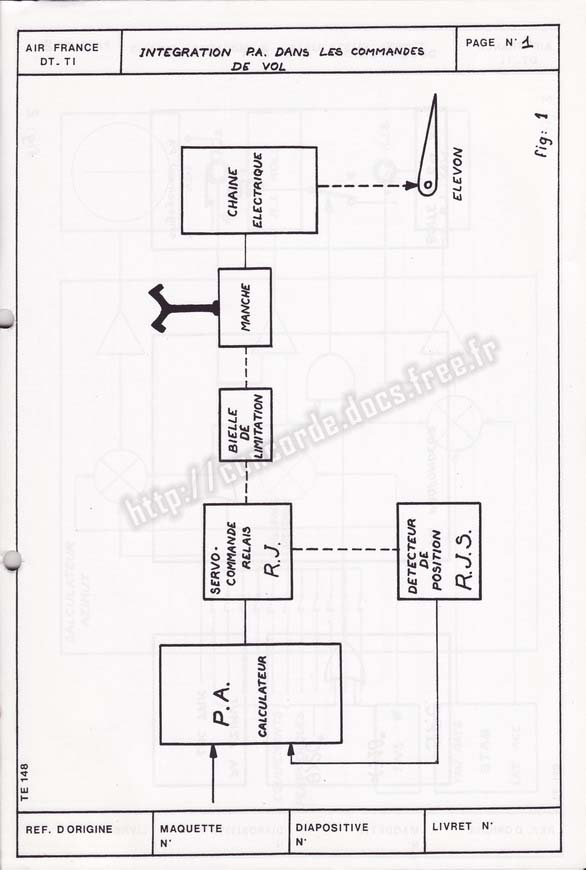 AIR FRANCE
DT-TI
INTEGRATION P.A. DANS LES COMMANDES
DE VOL
PAGE N° 1
Fig: 1
CHAINE
ELECTRIQUE
ELEVON
MANCHE
BIELLE
DE
LIMITATION
SERVO-
COMMANDE
RELAIS
R.J.
DETECTEUR
DE
POSITION
R.J.S.
P.A.
CALCULATEUR
http://concorde.docs.free.fr
TE 148
REF. D'ORIGINE
MAQUETTE
N°
DIAPOSITIVE
N°
LIVRET N°